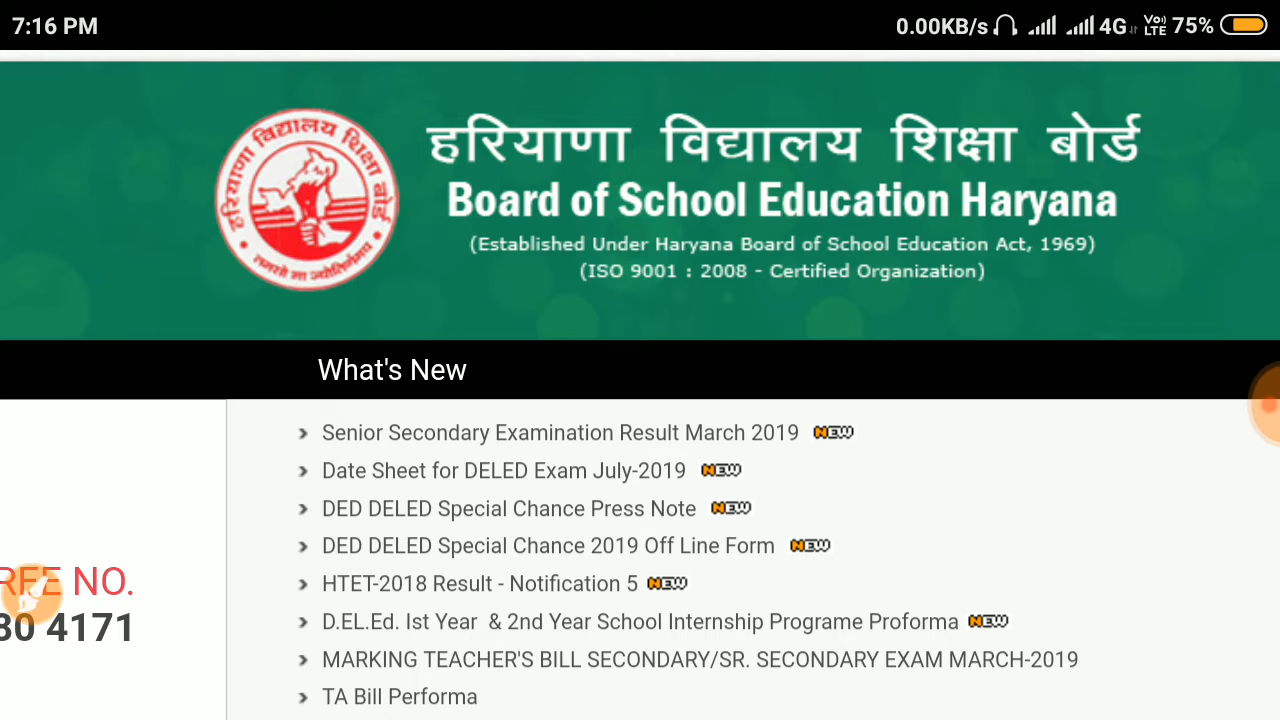 7:16 PM
0.00KB/s 4G VoLTE 75%
हरियाणा विद्यालय शिक्षा बोर्ड
हरियाणा विद्यालय शिक्षा बोर्ड
Board of School Education Haryana
(Established Under Haryana Board of School Education Act, 1969)
(ISO 9001 : 2008 - Certified Organization)
What's New
Senior Secondary Examination Result March 2019 NEW
Date Sheet for DELED Exam July-2019 NEW
DED DELED Special Chance Press Note NEW
DED DELED Special Chance 2019 Off Line Form NEW
HTET-2018 Result - Notification 5 NEW
D.EL.Ed. Ist Year & 2nd Year School Internship Programe Proforma NEW
MARKING TEACHER'S BILL SECONDARY/SR. SECONDARY EXAM MARCH-2019
TA Bill Performa
NO.
4171